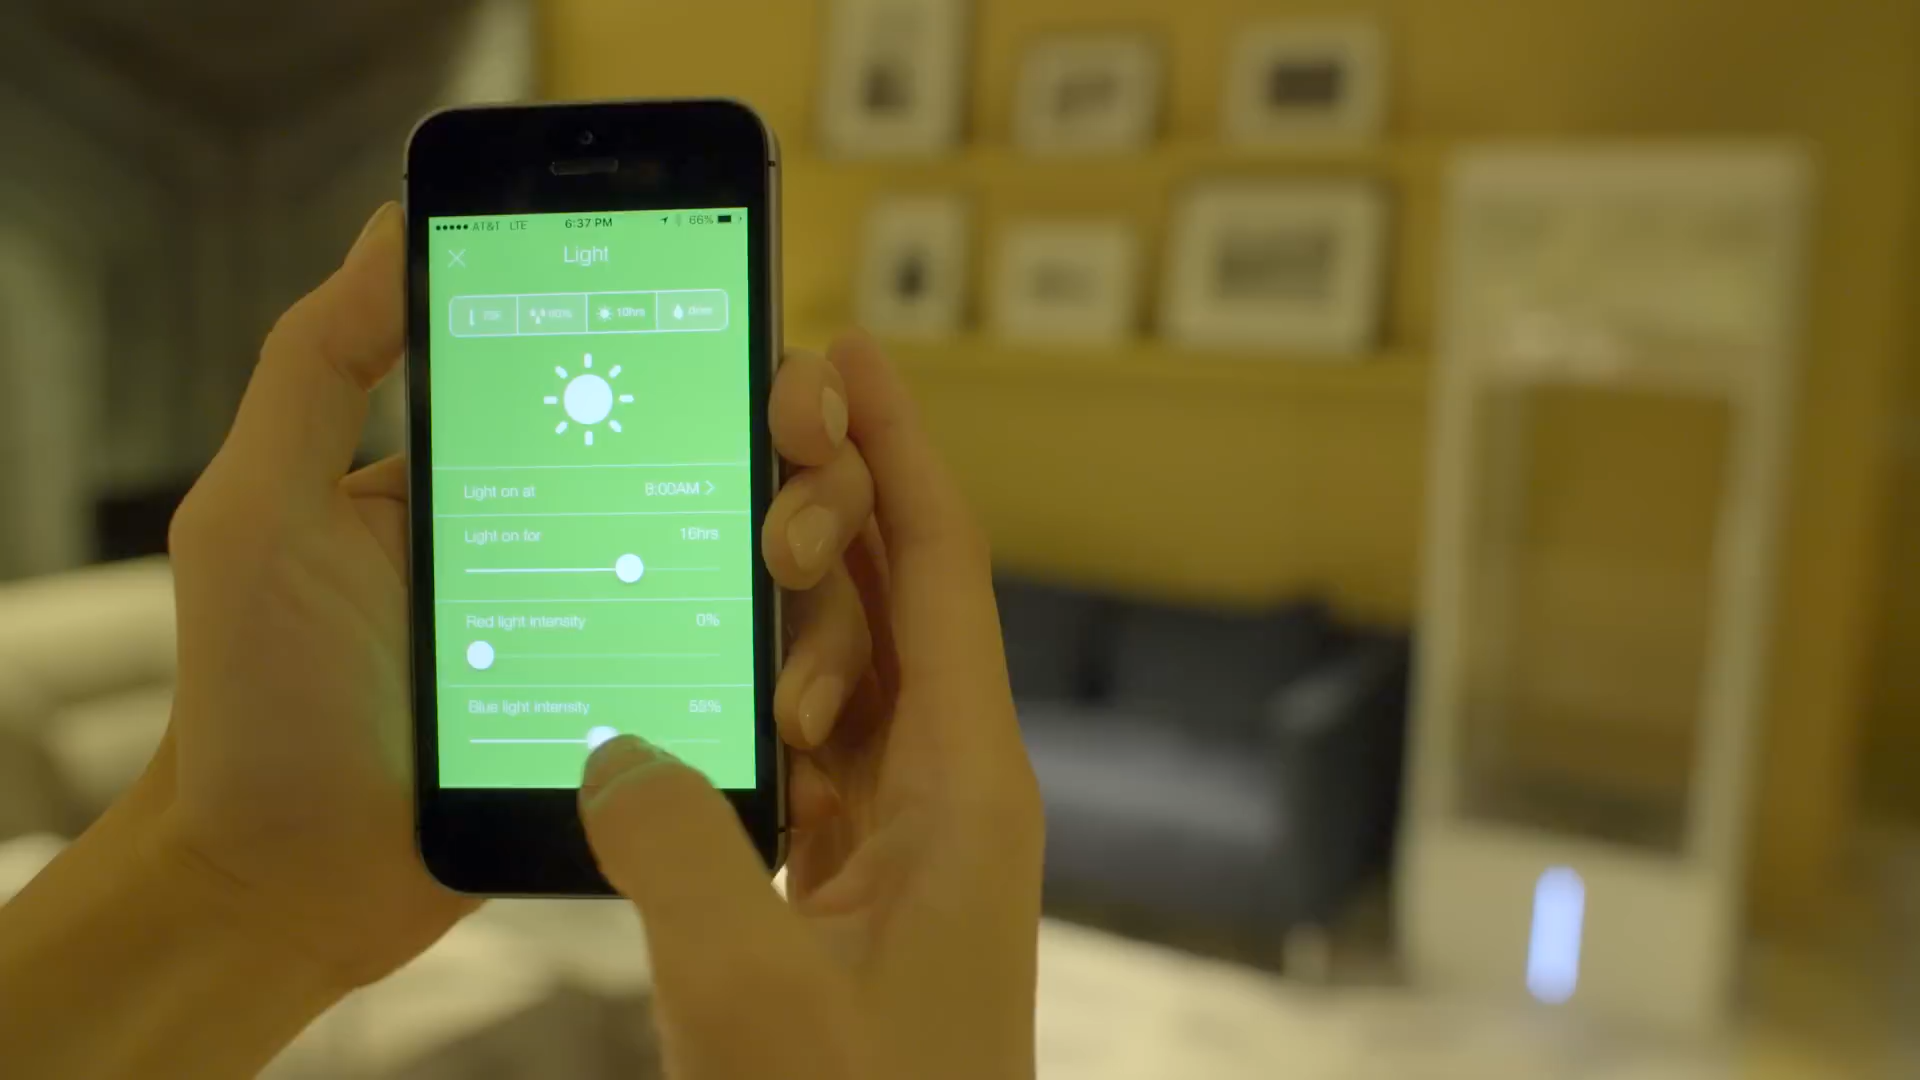 AT&T LTE 6:37 PM 66%
Light
10hrs
Light on at 8:00AM
Light on for 16hrs
Red light intensity 0%
Blue light intensity 55%